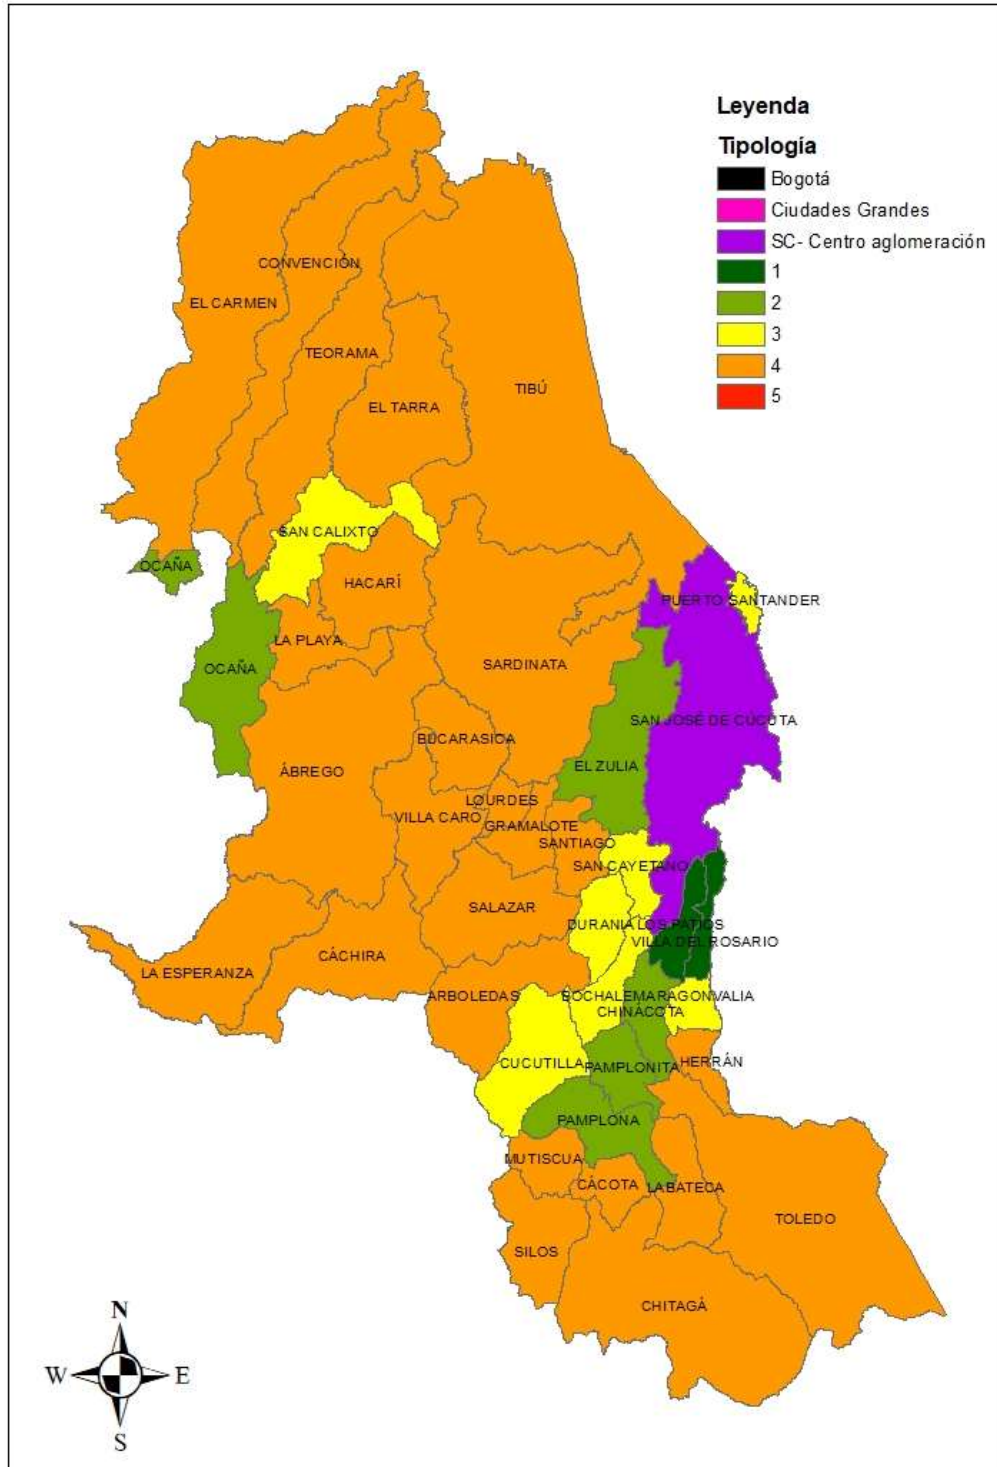 Leyenda
Tipología
Bogotá
Ciudades Grandes
SC- Centro aglomeración
1
2
3
4
5
CONVENCIÓN
EL CARMEN
TEORAMA
TIBÚ
EL TARRA
SAN CALIXTO
OCAÑA
HACARÍ
PUERTO SANTANDER
LA PLAYA
SARDINATA
OCAÑA
SAN JOSÉ DE CÚCUTA
BUCARASICA
EL ZULIA
ÁBREGO
LOURDES
VILLA CARO
GRAMALOTE
SANTIAGO
SAN CAYETANO
SALAZAR
DURANIA
LOS PATIOS
VILLA DEL ROSARIO
CÁCHIRA
LA ESPERANZA
ARBOLEDAS
BOCHALEMA
RAGONVALIA
CHINÁCOTA
CUCUTILLA
PAMPLONITA
HERRÁN
PAMPLONA
MUTISCUA
CÁCOTA
LABATECA
TOLEDO
SILOS
CHITAGÁ
N
W
E
S